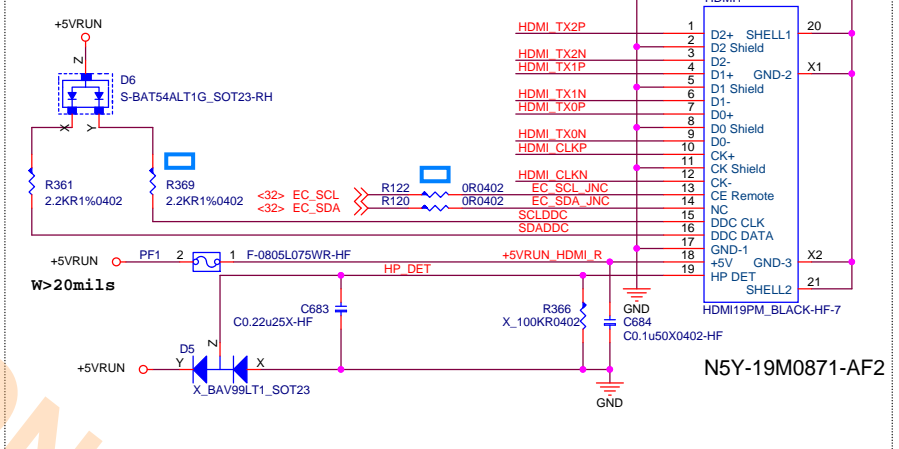 HDMI1
+5VRUN
Z
D6
S-BAT54ALT1G_SOT23-RH
X
Y
R361
2.2KR1%0402
R369
2.2KR1%0402
HDMI_TX2P 1 D2+ SHELL1 20
2 D2 Shield
HDMI_TX2N 3 D2-
HDMI_TX1P 4 D1+ GND-2 X1
5 D1 Shield
HDMI_TX1N 6 D1-
HDMI_TX0P 7 D0+
8 D0 Shield
HDMI_TX0N 9 D0-
HDMI_CLKP 10 CK+
11 CK Shield
HDMI_CLKN 12 CK-
<32> EC_SCL R122 0R0402 EC_SCL_JNC 13 CE Remote
<32> EC_SDA R120 0R0402 EC_SDA_JNC 14 NC
SCLDDC 15 DDC CLK
SDADDC 16 DDC DATA
17 GND-1
+5VRUN PF1 2 1 F-0805L075WR-HF +5VRUN_HDMI_R 18 +5V GND-3 X2
HP_DET 19 HP DET
SHELL2 21
W>20mils
C683
C0.22u25X-HF
R366
X_100KR0402
GND
C684
C0.1u50X0402-HF
HDMI19PM_BLACK-HF-7
N5Y-19M0871-AF2
D5
Z
+5VRUN Y X
X_BAV99LT1_SOT23
GND